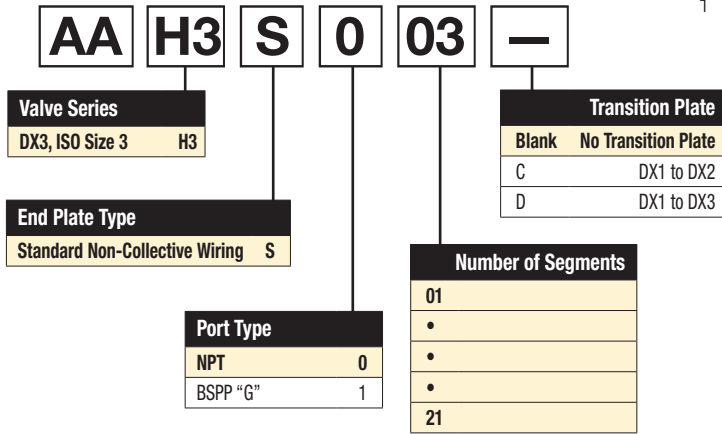 AA H3 S 0 03 —
Valve Series
DX3, ISO Size 3 H3
Transition Plate
Blank No Transition Plate
C DX1 to DX2
D DX1 to DX3
End Plate Type
Standard Non-Collective Wiring S
Number of Segments
01
•
•
•
21
Port Type
NPT 0
BSPP “G” 1